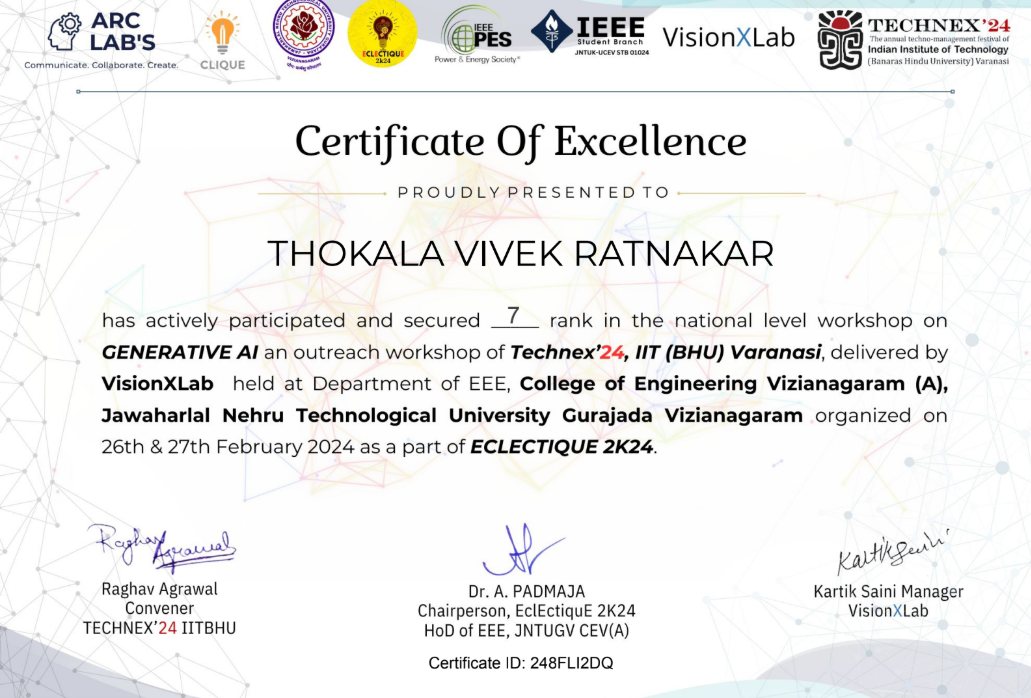 ARC
LAB'S
Communicate. Collaborate. Create.
CLIQUE
ECLECTIQUE
2k24
IEEE
PES
Power & Energy Society®
IEEE
Student Branch
JNTUK-UCEV STB 01024
VisionXLab
TECHNEX'24
The annual techno-management festival of
Indian Institute of Technology
(Banaras Hindu University) Varanasi
Certificate Of Excellence
PROUDLY PRESENTED TO
THOKALA VIVEK RATNAKAR
has actively participated and secured 7 rank in the national level workshop on
GENERATIVE AI an outreach workshop of Technex'24, IIT (BHU) Varanasi, delivered by
VisionXLab held at Department of EEE, College of Engineering Vizianagaram (A),
Jawaharlal Nehru Technological University Gurajada Vizianagaram organized on
26th & 27th February 2024 as a part of ECLECTIQUE 2K24.
Raghav Agrawal
Raghav Agrawal
Convener
TECHNEX'24 IITBHU
Dr. A. PADMAJA
Chairperson, EclEctiquE 2K24
HoD of EEE, JNTUGV CEV(A)
Kartik Saini
Kartik Saini Manager
VisionXLab
Certificate ID: 248FLI2DQ